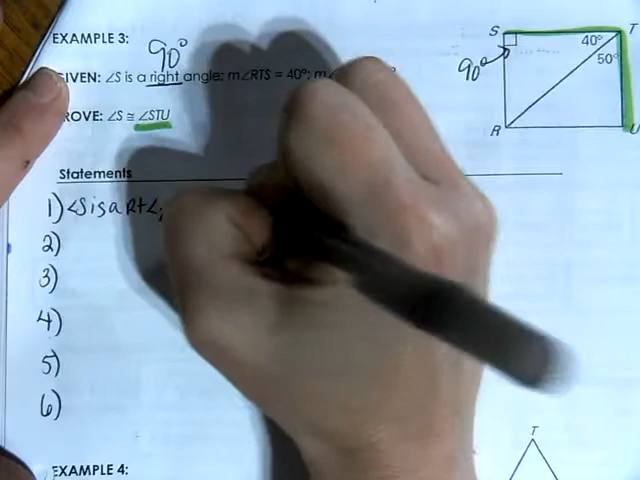 EXAMPLE 3:
90°
GIVEN: ∠S is a right angle; m∠RTS = 40°; m
PROVE: ∠S ≅ ∠STU
S
T
40°
50°
90°
R
U
Statements
1) ∠S is a Rt ∠;
2)
3)
4)
5)
6)
EXAMPLE 4:
T